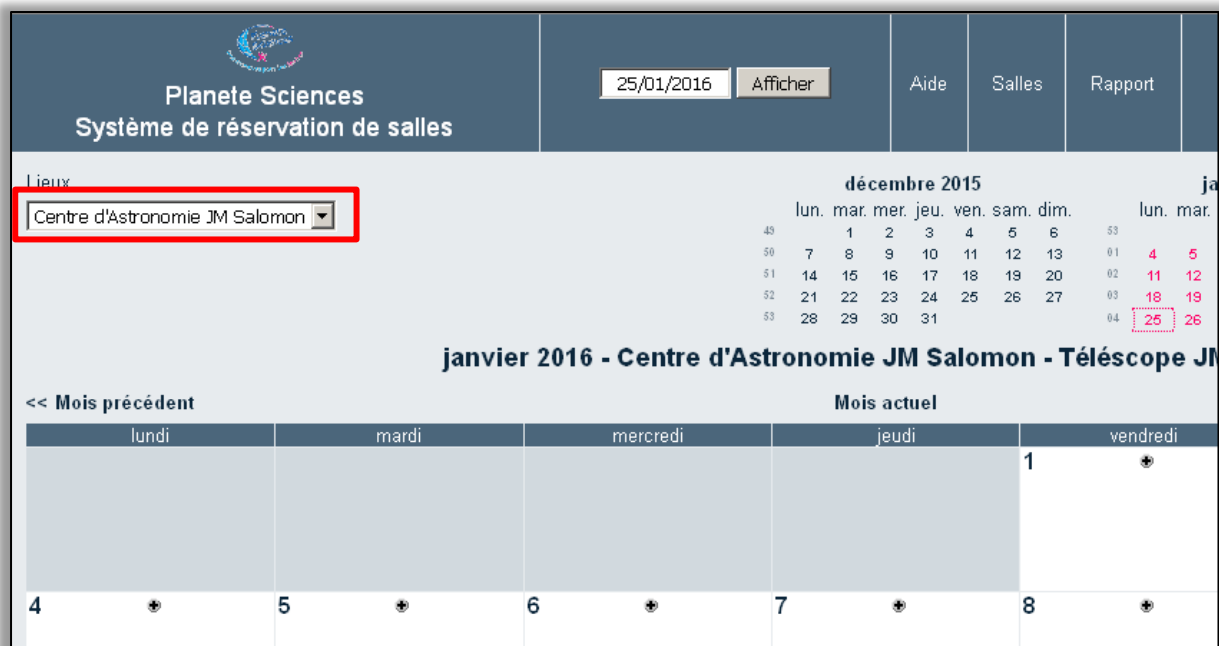 Planete Sciences
Système de réservation de salles
25/01/2016 Afficher
Aide Salles Rapport
Lieux
Centre d'Astronomie JM Salomon
décembre 2015
lun. mar. mer. jeu. ven. sam. dim.
49 1 2 3 4 5 6
50 7 8 9 10 11 12 13
51 14 15 16 17 18 19 20
52 21 22 23 24 25 26 27
53 28 29 30 31
ja
lun. mar.
53
01 4 5
02 11 12
03 18 19
04 25 26
janvier 2016 - Centre d'Astronomie JM Salomon - Téléscope JM
<< Mois précédent Mois actuel
lundi mardi mercredi jeudi vendredi
1
4 5 6 7 8